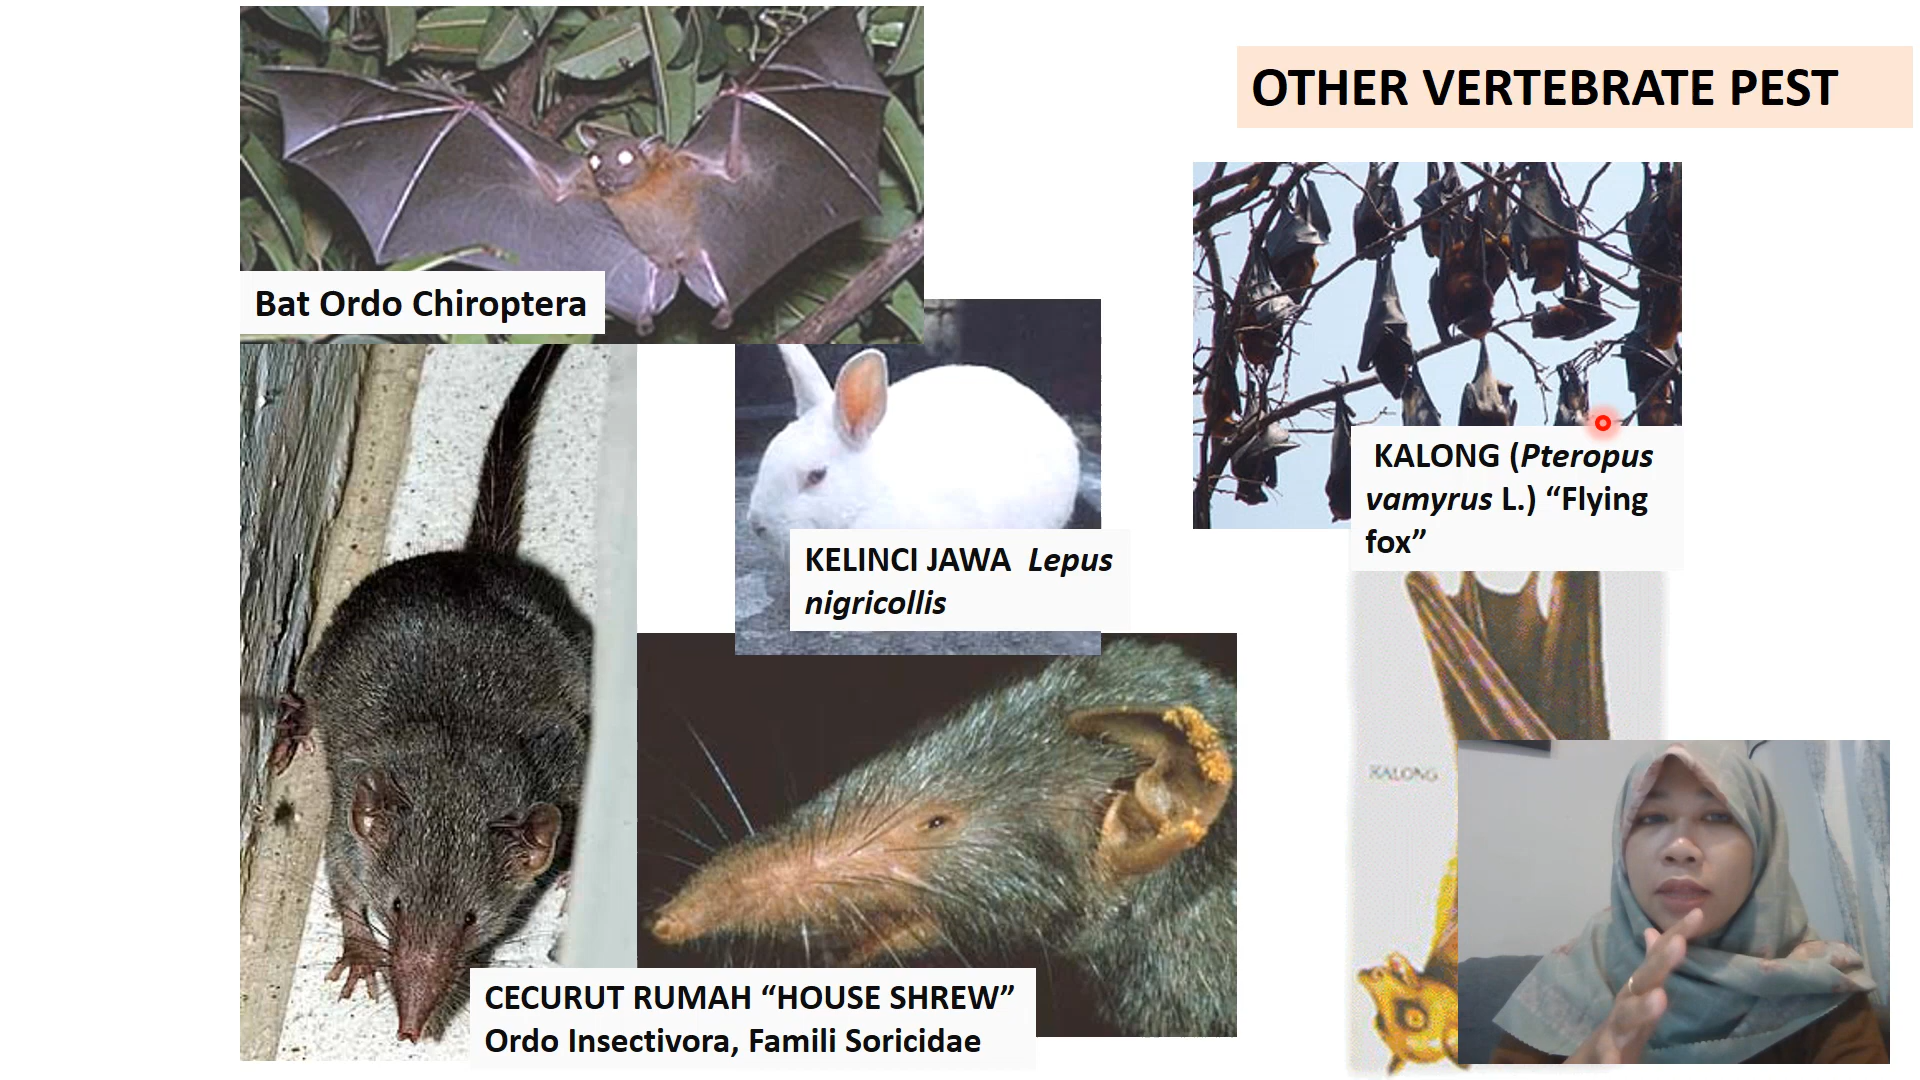 OTHER VERTEBRATE PEST
Bat Ordo Chiroptera
KALONG (Pteropus
vamyrus L.) “Flying
fox”
KELINCI JAWA Lepus
nigricollis
KALONG
CECURUT RUMAH “HOUSE SHREW”
Ordo Insectivora, Famili Soricidae